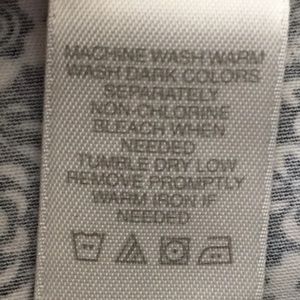 MACHINE WASH WARM
WASH DARK COLORS
SEPARATELY
NON-CHLORINE
BLEACH WHEN
NEEDED
TUMBLE DRY LOW
REMOVE PROMPTLY
WARM IRON IF
NEEDED